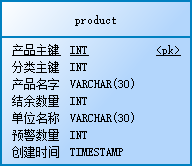 product
产品主键 INT <pk>
分类主键 INT
产品名字 VARCHAR(30)
结余数量 INT
单位名称 VARCHAR(30)
预警数量 INT
创建时间 TIMESTAMP